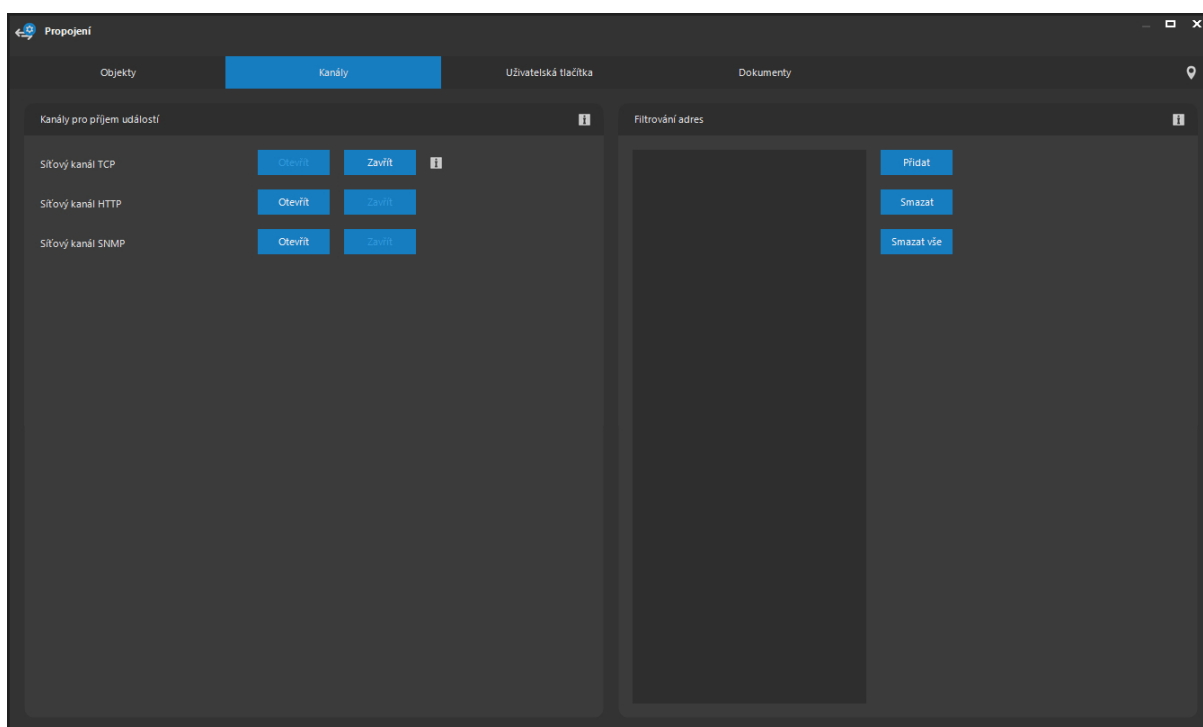 Propojení
Objekty
Kanály
Uživatelská tlačítka
Dokumenty
Kanály pro příjem událostí
Síťový kanál TCP
Otevřít
Zavřít
Síťový kanál HTTP
Otevřít
Zavřít
Síťový kanál SNMP
Otevřít
Zavřít
Filtrování adres
Přidat
Smazat
Smazat vše